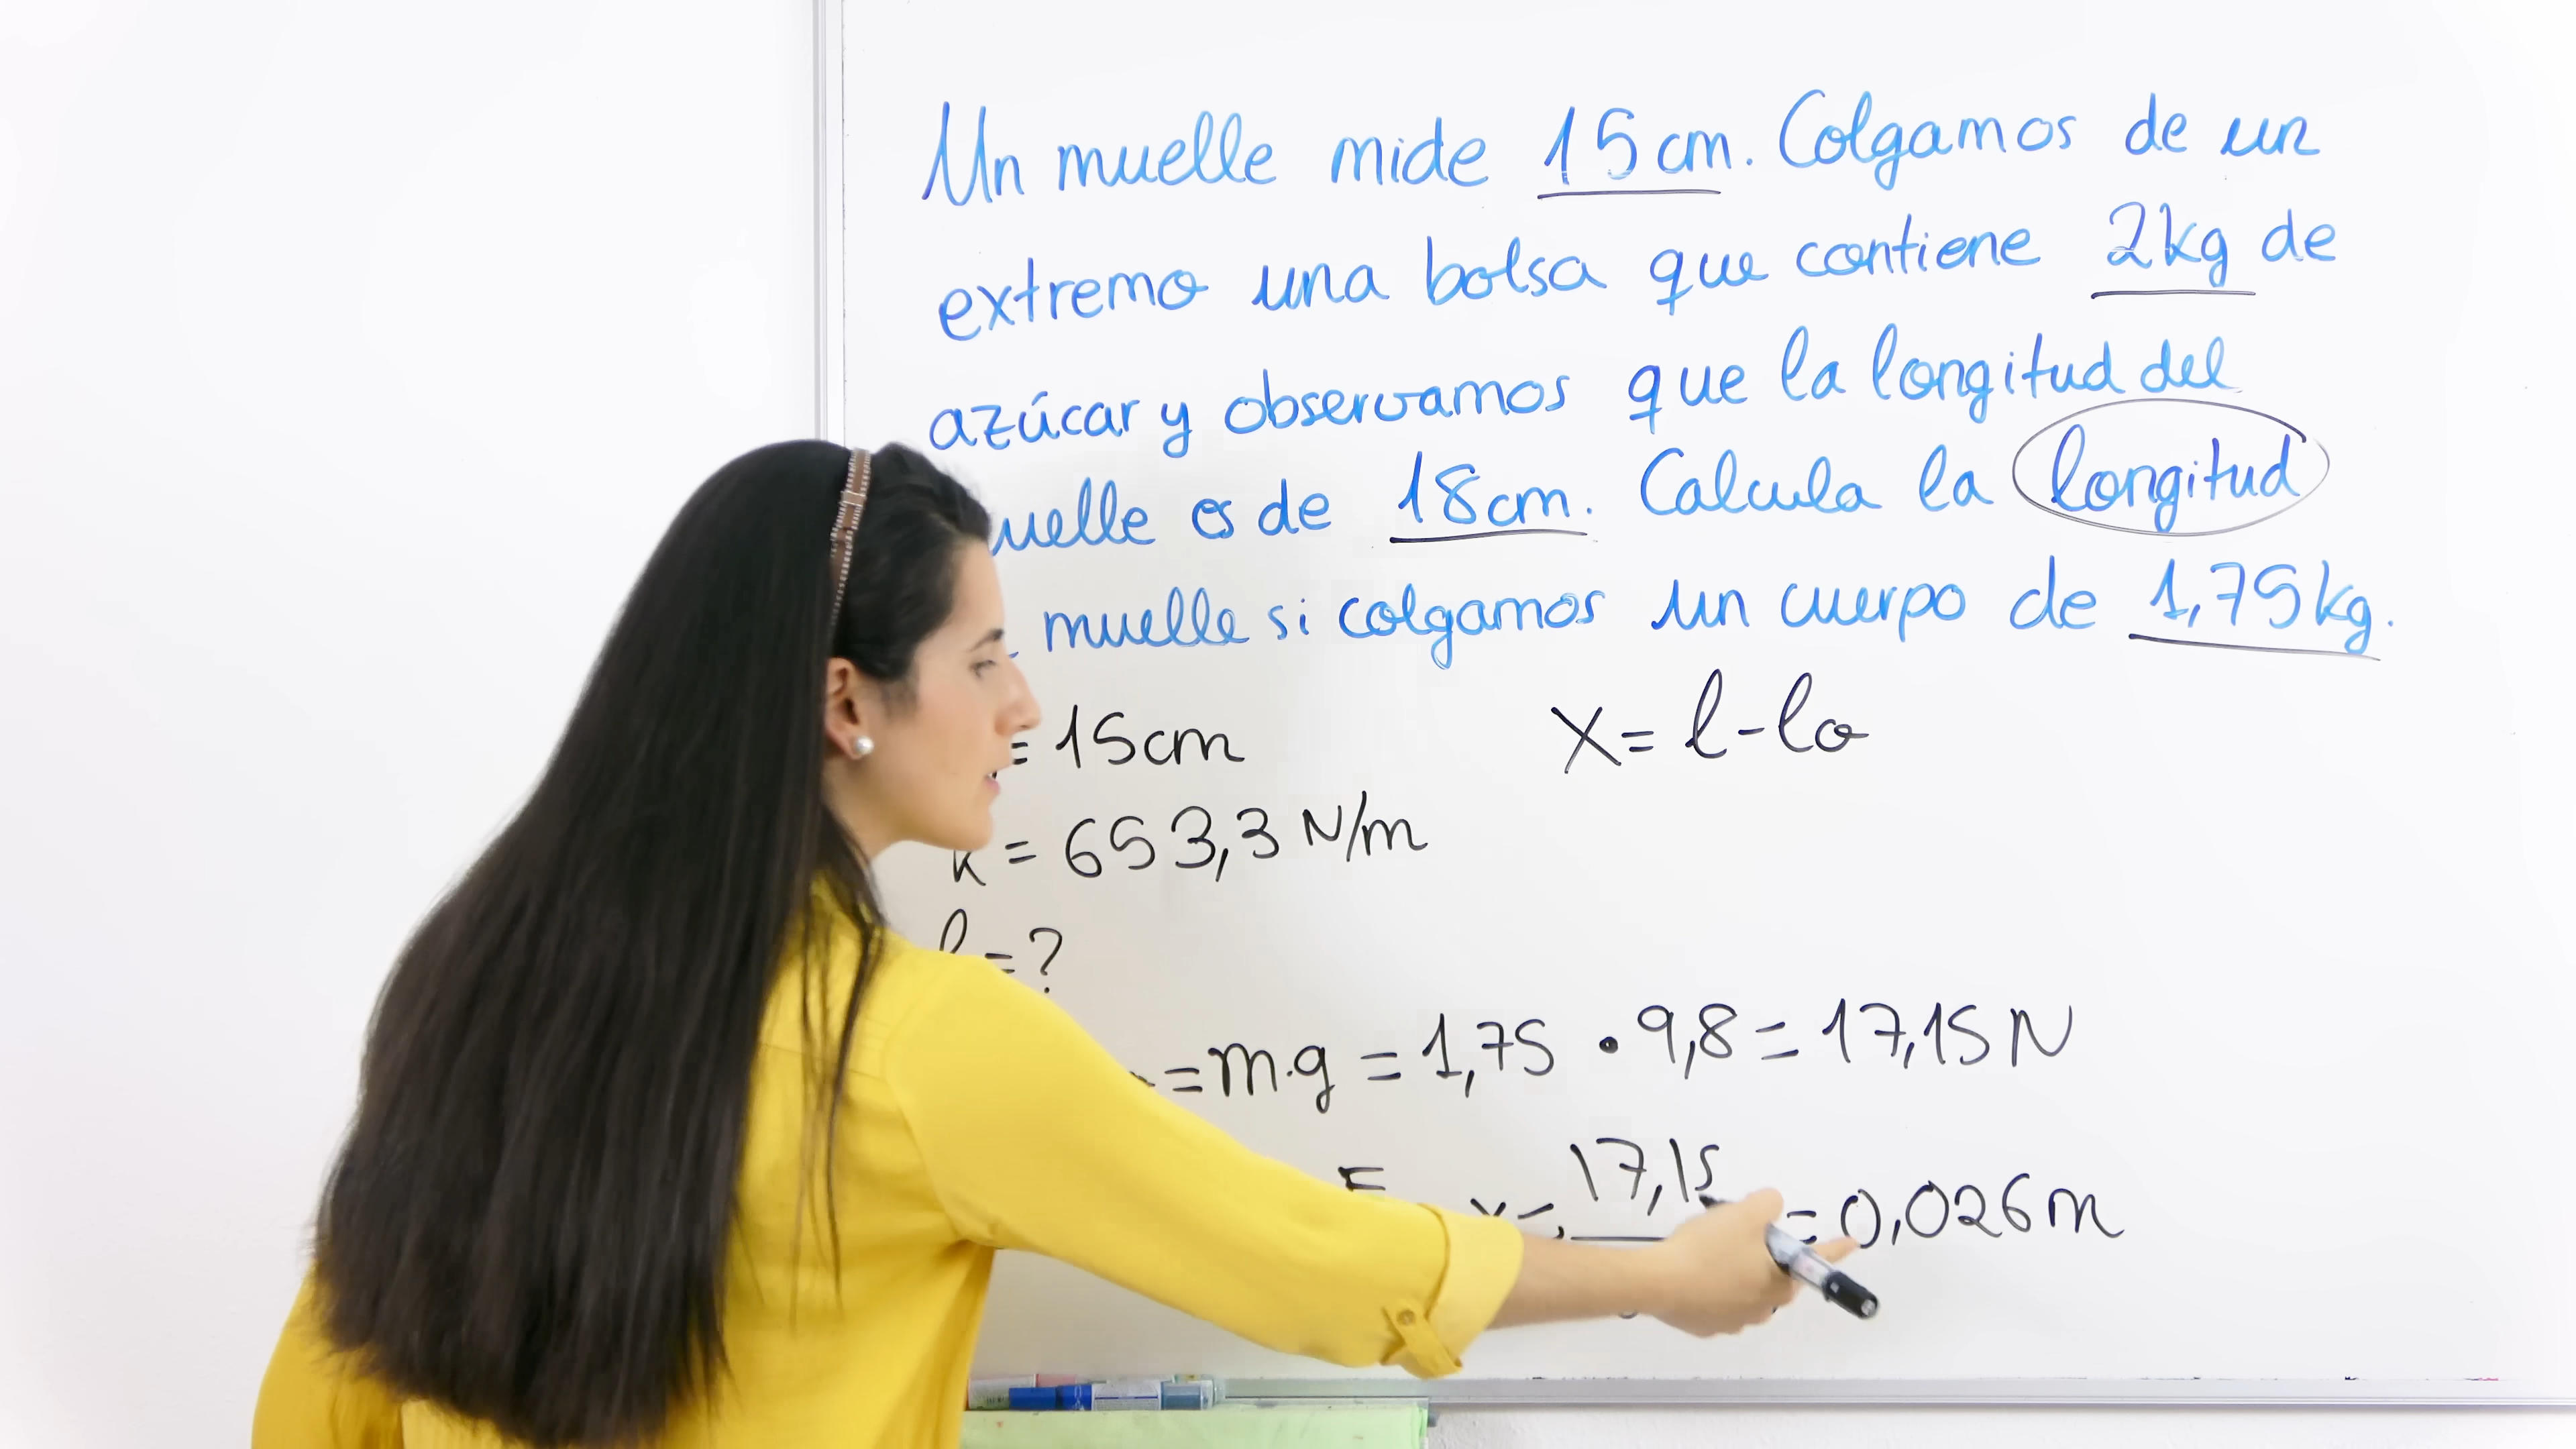 Un muelle mide 15cm. Colgamos de un
extremo una bolsa que contiene 2kg de
azúcar y observamos que la longitud del
uelle es de 18cm. Calcula la longitud
muelle si colgamos un cuerpo de 1,75kg.
= 15cm
x = l - lo
k = 653,3 N/m
l = ?
= m·g = 1,75 · 9,8 = 17,15 N
x = 17,15
= 0,026 m